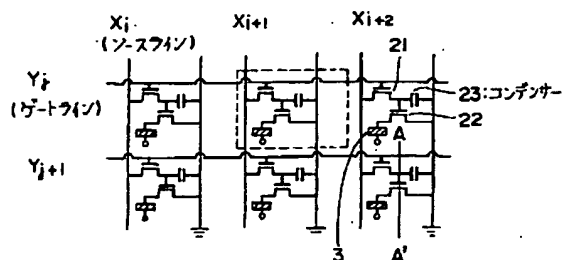 Xi Xi+1 Xi+2
(ソースライン)
21
Yj
(ゲートライン)
23:コンデンサー
22
A
Yj+1
3
A'